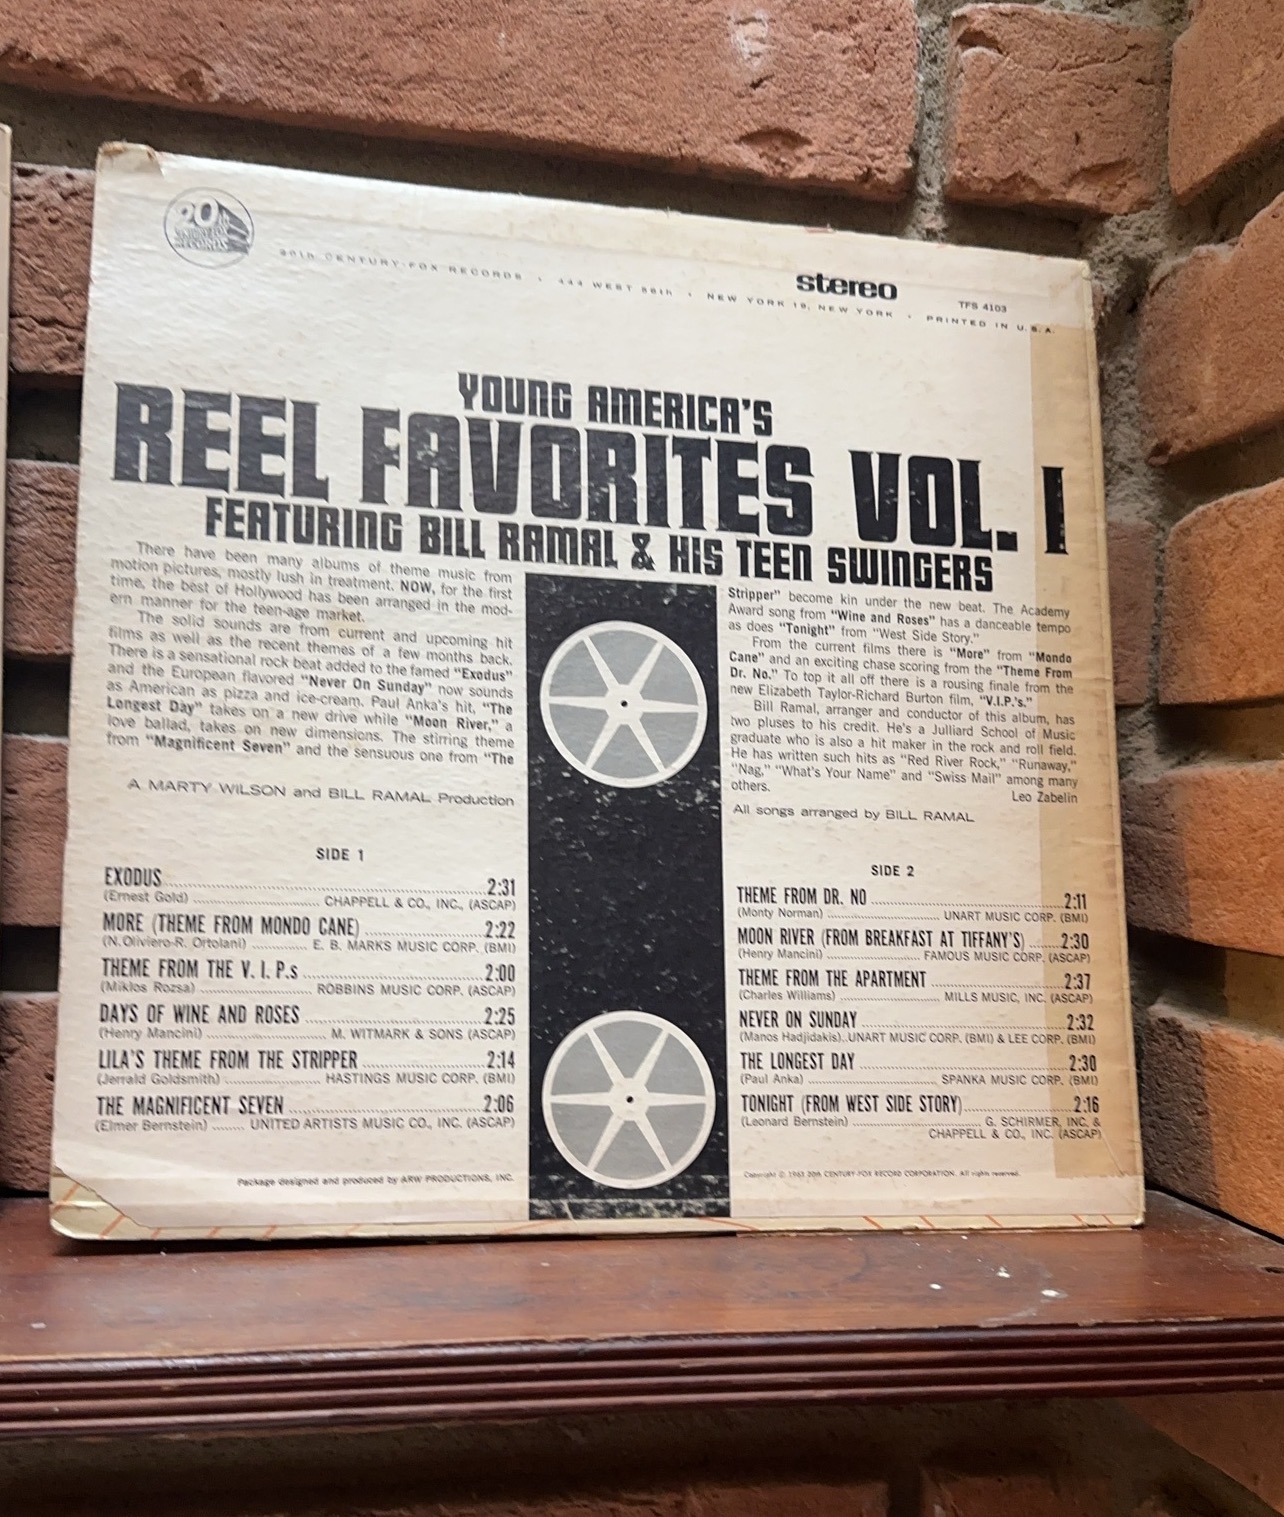 20th CENTURY-FOX RECORDS
20th CENTURY-FOX RECORDS • 444 WEST 56th • NEW YORK 19, NEW YORK • PRINTED IN U.S.A.
stereo
TFS 4103
YOUNG AMERICA'S
REEL FAVORITES VOL. I
FEATURING BILL RAMAL & HIS TEEN SWINGERS
There have been many albums of theme music from
motion pictures, mostly lush in treatment. NOW, for the first
time, the best of Hollywood has been arranged in the mod-
ern manner for the teen-age market.
The solid sounds are from current and upcoming hit
films as well as the recent themes of a few months back.
There is a sensational rock beat added to the famed "Exodus"
and the European flavored "Never On Sunday" now sounds
as American as pizza and ice-cream. Paul Anka's hit, "The
Longest Day" takes on a new drive while "Moon River," a
love ballad, takes on new dimensions. The stirring theme
from "Magnificent Seven" and the sensuous one from "The
Stripper" become kin under the new beat. The Academy
Award song from "Wine and Roses" has a danceable tempo
as does "Tonight" from "West Side Story."
From the current films there is "More" from "Mondo
Cane" and an exciting chase scoring from the "Theme From
Dr. No." To top it all off there is a rousing finale from the
new Elizabeth Taylor-Richard Burton film, "V.I.P.'s."
Bill Ramal, arranger and conductor of this album, has
two pluses to his credit. He's a Julliard School of Music
graduate who is also a hit maker in the rock and roll field.
He has written such hits as "Red River Rock," "Runaway,"
"Nag," "What's Your Name" and "Swiss Mail" among many
others.
Leo Zabelin
A MARTY WILSON and BILL RAMAL Production
All songs arranged by BILL RAMAL
SIDE 1
EXODUS 2:31
(Ernest Gold) CHAPPELL & CO., INC., (ASCAP)
MORE (THEME FROM MONDO CANE) 2:22
(N. Oliviero-R. Ortolani) E. B. MARKS MUSIC CORP. (BMI)
THEME FROM THE V. I. P.s 2:00
(Miklos Rozsa) ROBBINS MUSIC CORP. (ASCAP)
DAYS OF WINE AND ROSES 2:25
(Henry Mancini) M. WITMARK & SONS (ASCAP)
LILA'S THEME FROM THE STRIPPER 2:14
(Jerrald Goldsmith) HASTINGS MUSIC CORP. (BMI)
THE MAGNIFICENT SEVEN 2:06
(Elmer Bernstein) UNITED ARTISTS MUSIC CO., INC. (ASCAP)
SIDE 2
THEME FROM DR. NO 2:11
(Monty Norman) UNART MUSIC CORP. (BMI)
MOON RIVER (FROM BREAKFAST AT TIFFANY'S) 2:30
(Henry Mancini) FAMOUS MUSIC CORP. (ASCAP)
THEME FROM THE APARTMENT 2:37
(Charles Williams) MILLS MUSIC, INC. (ASCAP)
NEVER ON SUNDAY 2:32
(Manos Hadjidakis)..UNART MUSIC CORP. (BMI) & LEE CORP. (BMI)
THE LONGEST DAY 2:30
(Paul Anka) SPANKA MUSIC CORP. (BMI)
TONIGHT (FROM WEST SIDE STORY) 2:16
(Leonard Bernstein) G. SCHIRMER, INC. &
CHAPPELL & CO., INC. (ASCAP)
Package designed and produced by ARW PRODUCTIONS, INC.
Copyright © 1963 20th CENTURY-FOX RECORD CORPORATION. All rights reserved.